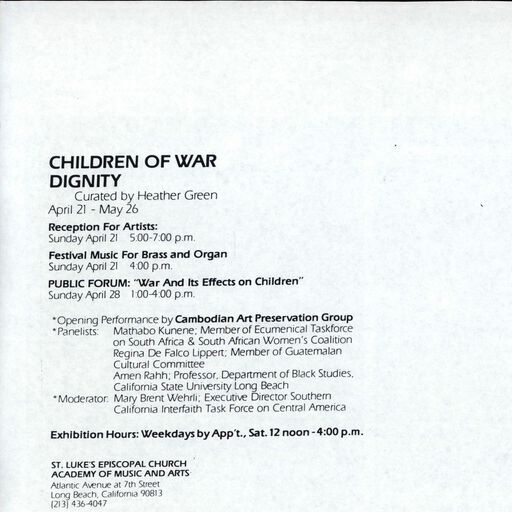 CHILDREN OF WAR
DIGNITY
Curated by Heather Green
April 21 - May 26
Reception For Artists:
Sunday April 21 5:00-7:00 p.m.
Festival Music For Brass and Organ
Sunday April 21 4:00 p.m.
PUBLIC FORUM: "War And Its Effects on Children"
Sunday April 28 1:00-4:00 p.m.
*Opening Performance by Cambodian Art Preservation Group
*Panelists: Mathabo Kunene; Member of Ecumenical Taskforce
on South Africa & South African Women's Coalition
Regina De Falco Lippert; Member of Guatemalan
Cultural Committee
Amen Rahh; Professor, Department of Black Studies,
California State University Long Beach
*Moderator: Mary Brent Wehrli; Executive Director Southern
California Interfaith Task Force on Central America
Exhibition Hours: Weekdays by App't., Sat. 12 noon - 4:00 p.m.
ST. LUKE'S EPISCOPAL CHURCH
ACADEMY OF MUSIC AND ARTS
Atlantic Avenue at 7th Street
Long Beach, California 90813
(213) 436-4047